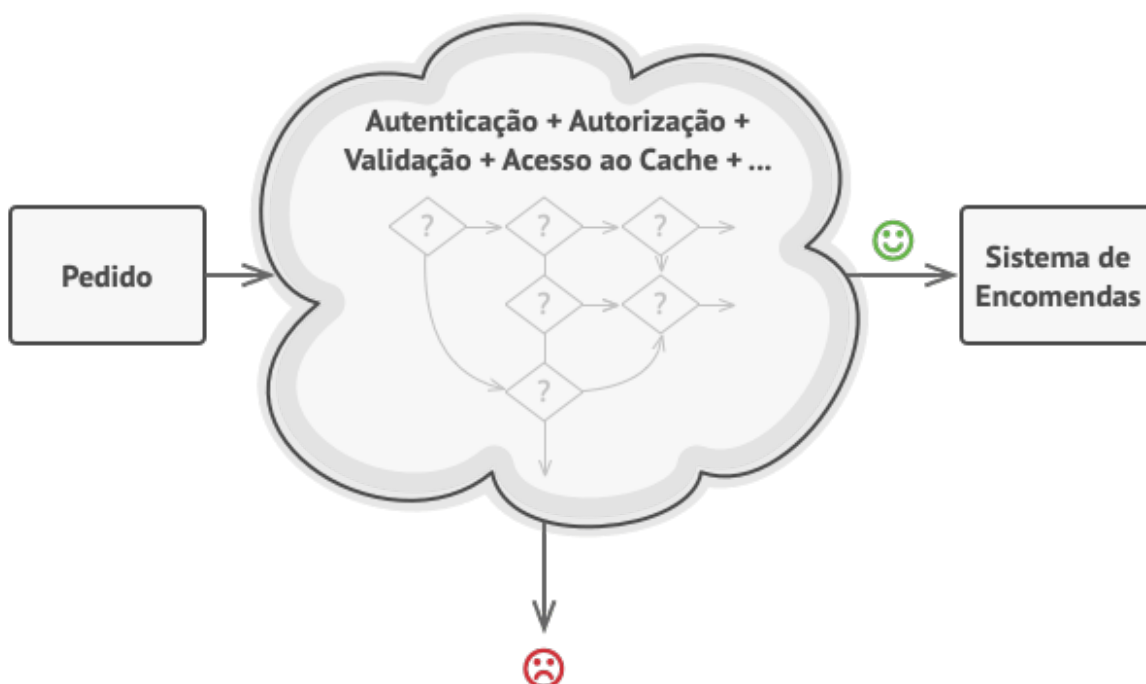 Autenticação + Autorização +
Validação + Acesso ao Cache + ...
? ? ?
Pedido
? ?
Sistema de
Encomendas
?